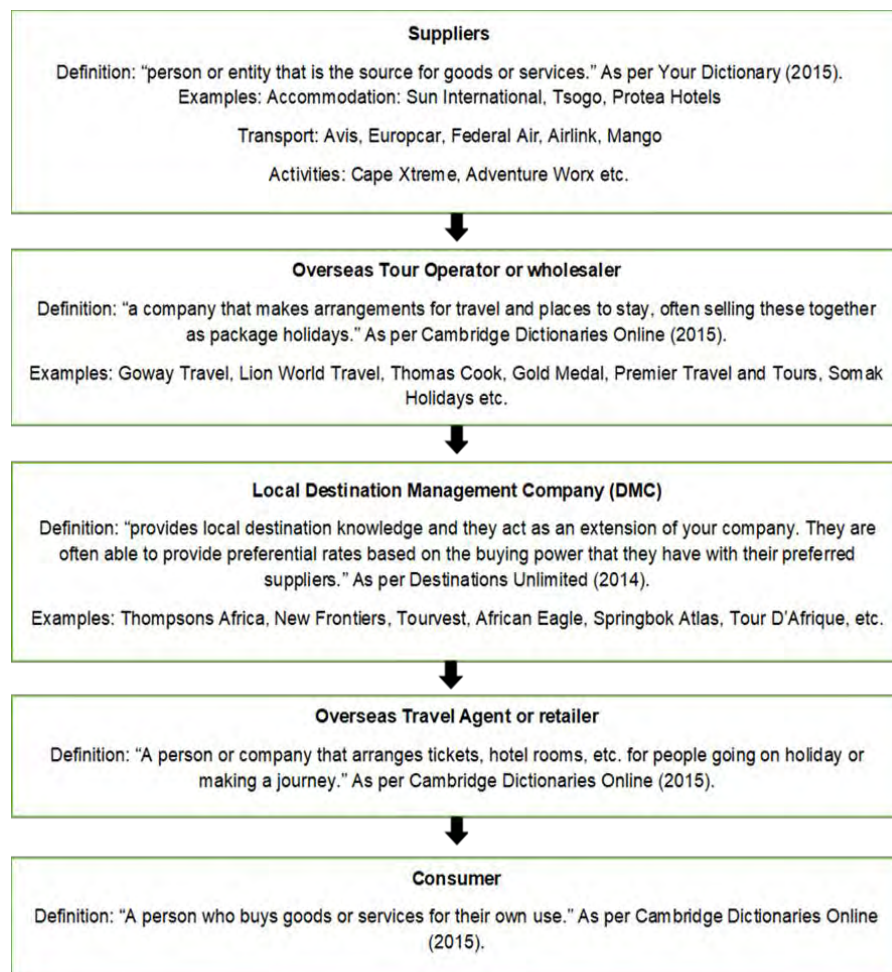 Suppliers
Definition: “person or entity that is the source for goods or services.” As per Your Dictionary (2015).
Examples: Accommodation: Sun International, Tsogo, Protea Hotels
Transport: Avis, Europcar, Federal Air, Airlink, Mango
Activities: Cape Xtreme, Adventure Worx etc.
Overseas Tour Operator or wholesaler
Definition: “a company that makes arrangements for travel and places to stay, often selling these together
as package holidays.” As per Cambridge Dictionaries Online (2015).
Examples: Goway Travel, Lion World Travel, Thomas Cook, Gold Medal, Premier Travel and Tours, Somak
Holidays etc.
Local Destination Management Company (DMC)
Definition: “provides local destination knowledge and they act as an extension of your company. They are
often able to provide preferential rates based on the buying power that they have with their preferred
suppliers.” As per Destinations Unlimited (2014).
Examples: Thompsons Africa, New Frontiers, Tourvest, African Eagle, Springbok Atlas, Tour D’Afrique, etc.
Overseas Travel Agent or retailer
Definition: “A person or company that arranges tickets, hotel rooms, etc. for people going on holiday or
making a journey.” As per Cambridge Dictionaries Online (2015).
Consumer
Definition: “A person who buys goods or services for their own use.” As per Cambridge Dictionaries Online
(2015).